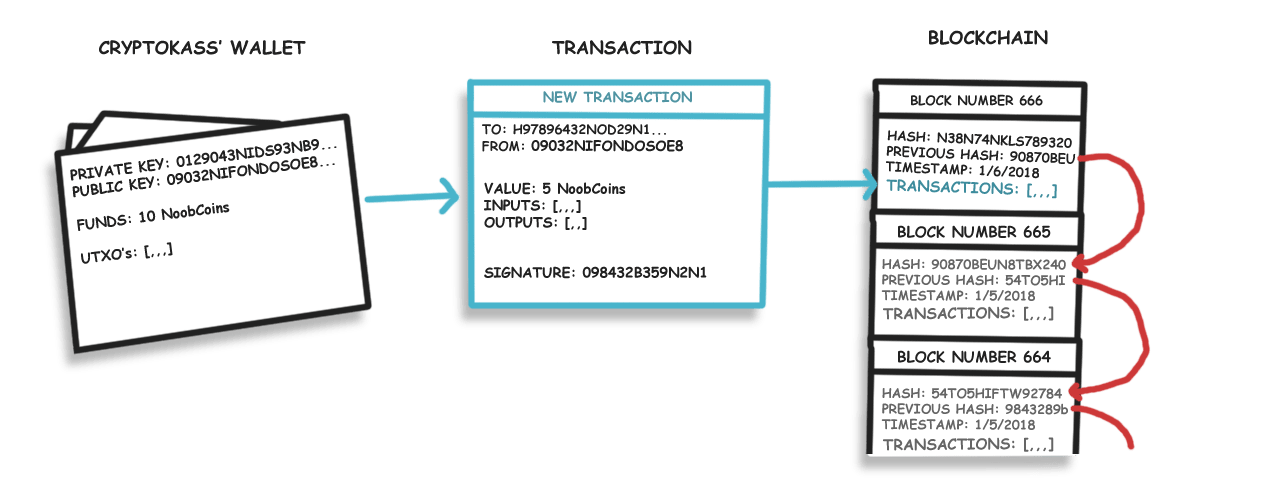 CRYPTOKASS' WALLET
PRIVATE KEY: 0129043NIDS93NB9...
PUBLIC KEY: 09032NIFONDOSOE8...
FUNDS: 10 NoobCoins
UTXO's: [,,,]
TRANSACTION
NEW TRANSACTION
TO: H97896432NOD29N1...
FROM: 09032NIFONDOSOE8
VALUE: 5 NoobCoins
INPUTS: [,,,]
OUTPUTS: [,,]
SIGNATURE: 098432B359N2N1
BLOCKCHAIN
BLOCK NUMBER 666
HASH: N38N74NKLS789320
PREVIOUS HASH: 90870BEU
TIMESTAMP: 1/6/2018
TRANSACTIONS: [,,,]
BLOCK NUMBER 665
HASH: 90870BEUN8TBX240
PREVIOUS HASH: 54TO5HI
TIMESTAMP: 1/5/2018
TRANSACTIONS: [,,,]
BLOCK NUMBER 664
HASH: 54TO5HIFTW92784
PREVIOUS HASH: 9843289b
TIMESTAMP: 1/5/2018
TRANSACTIONS: [,,,]